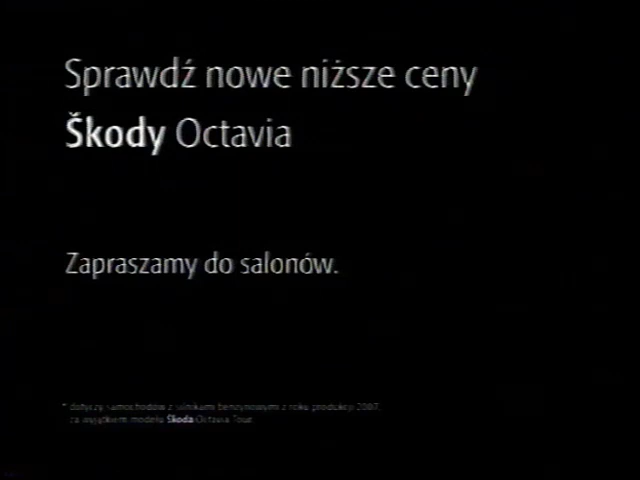 Sprawdź nowe niższe ceny
Škody Octavia
Zapraszamy do salonów.
* dotyczy samochodów z silnikami benzynowymi z roku produkcji 2007,
za wyjątkiem modelu Škoda Octavia Tour